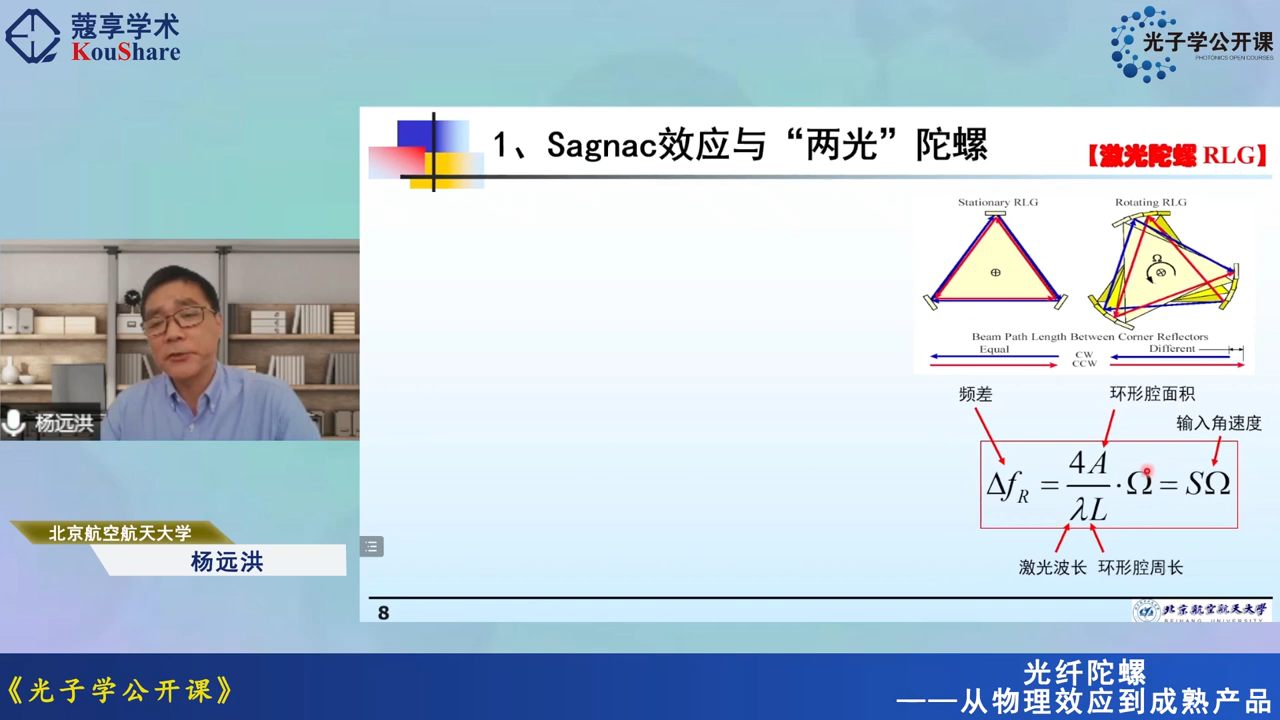 蔻享学术
KouShare
光子学公开课
PHOTONICS OPEN COURSES
1、Sagnac效应与“两光”陀螺
【激光陀螺 RLG】
Stationary RLG
Rotating RLG
Ω
Beam Path Length Between Corner Reflectors
Equal
Different
CW
CCW
频差
环形腔面积
输入角速度
Δf_R = 4A/λL · Ω = SΩ
激光波长
环形腔周长
杨远洪
北京航空航天大学
杨远洪
8
北京航空航天大学
BEIHANG UNIVERSITY
《光子学公开课》
光纤陀螺
——从物理效应到成熟产品